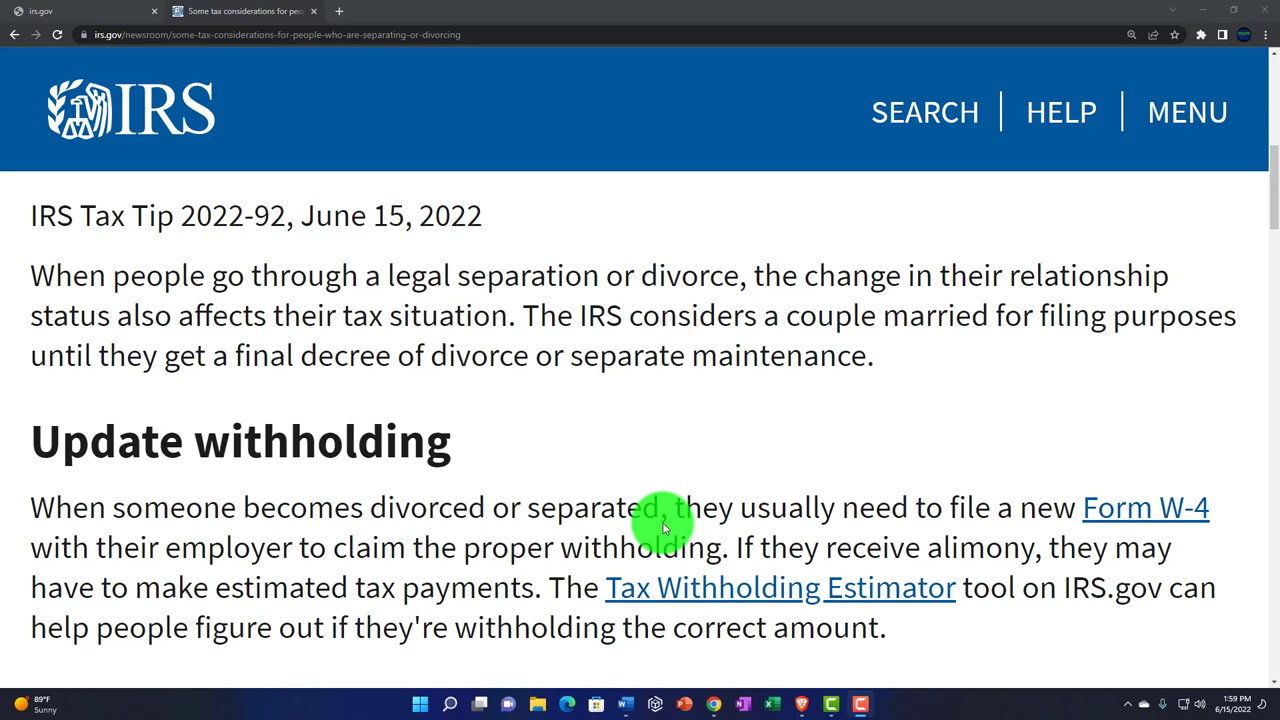 irs.gov
Some tax considerations for peo
irs.gov/newsroom/some-tax-considerations-for-people-who-are-separating-or-divorcing
IRS
SEARCH
HELP
MENU
IRS Tax Tip 2022-92, June 15, 2022
When people go through a legal separation or divorce, the change in their relationship
status also affects their tax situation. The IRS considers a couple married for filing purposes
until they get a final decree of divorce or separate maintenance.
Update withholding
When someone becomes divorced or separated, they usually need to file a new Form W-4
with their employer to claim the proper withholding. If they receive alimony, they may
have to make estimated tax payments. The Tax Withholding Estimator tool on IRS.gov can
help people figure out if they're withholding the correct amount.
89°F
Sunny
1:59 PM
6/15/2022